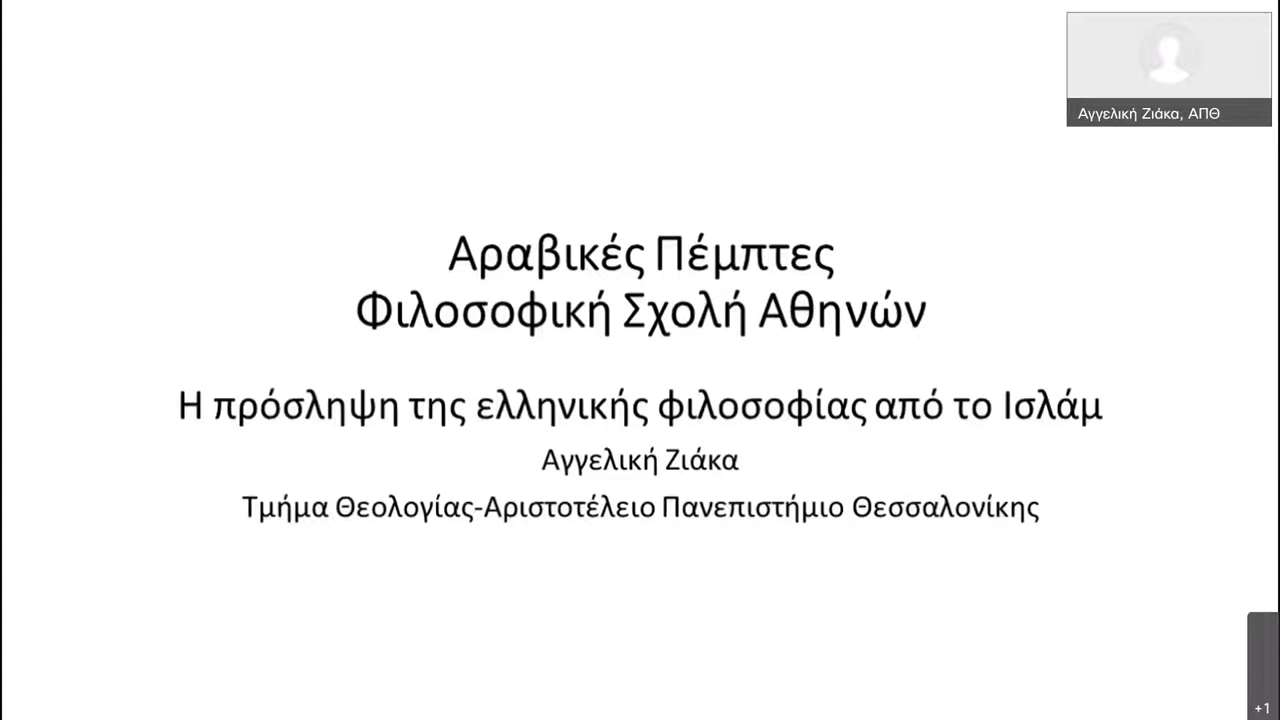 Αγγελική Ζιάκα, ΑΠΘ
Αραβικές Πέμπτες
Φιλοσοφική Σχολή Αθηνών
Η πρόσληψη της ελληνικής φιλοσοφίας από το Ισλάμ
Αγγελική Ζιάκα
Τμήμα Θεολογίας-Αριστοτέλειο Πανεπιστήμιο Θεσσαλονίκης
+1